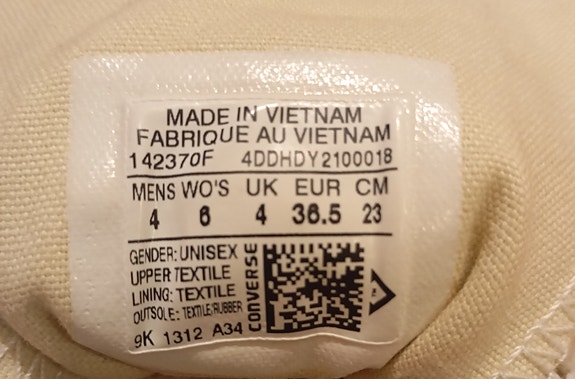 MADE IN VIETNAM
FABRIQUE AU VIETNAM
142370F 4DDHDY2100018
MENS WO'S UK EUR CM
4 6 4 36.5 23
GENDER: UNISEX
UPPER TEXTILE
LINING: TEXTILE
OUTSOLE: TEXTILE/RUBBER
9K 1312 A34
CONVERSE